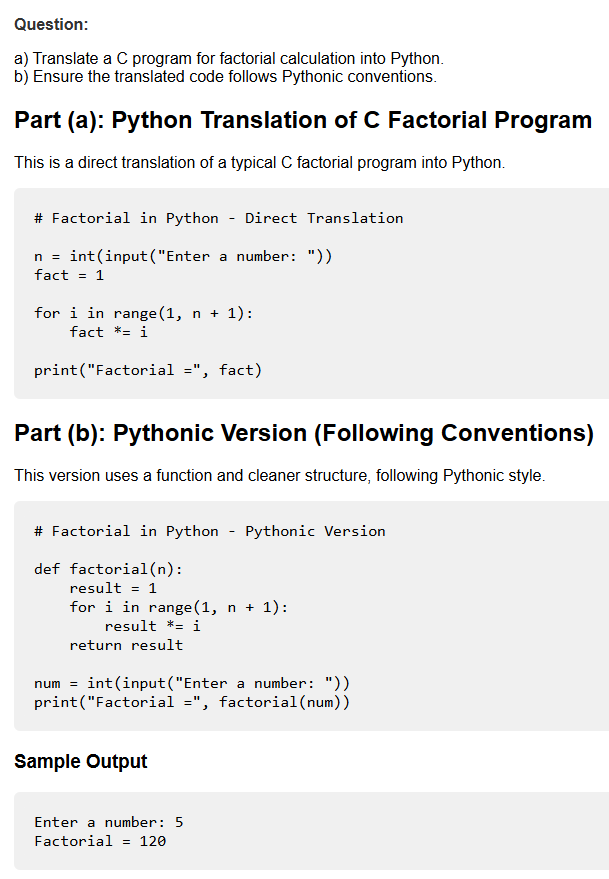 Question:
a) Translate a C program for factorial calculation into Python.
b) Ensure the translated code follows Pythonic conventions.
Part (a): Python Translation of C Factorial Program
This is a direct translation of a typical C factorial program into Python.
# Factorial in Python - Direct Translation
n = int(input("Enter a number: "))
fact = 1
for i in range(1, n + 1):
    fact *= i
print("Factorial =", fact)
Part (b): Pythonic Version (Following Conventions)
This version uses a function and cleaner structure, following Pythonic style.
# Factorial in Python - Pythonic Version
def factorial(n):
    result = 1
    for i in range(1, n + 1):
        result *= i
    return result
num = int(input("Enter a number: "))
print("Factorial =", factorial(num))
Sample Output
Enter a number: 5
Factorial = 120